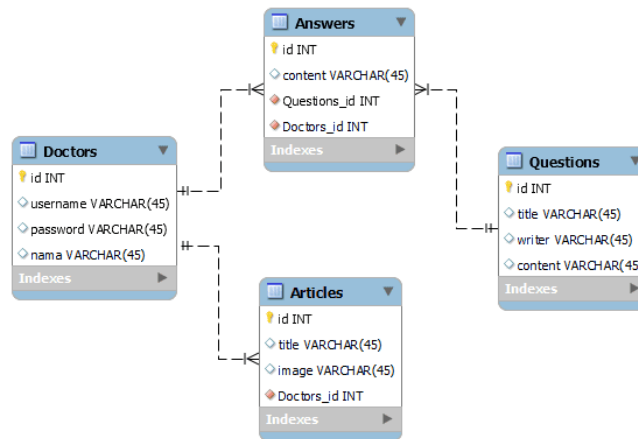 Answers
id INT
content VARCHAR(45)
Questions_id INT
Doctors_id INT
Indexes
Doctors
id INT
username VARCHAR(45)
password VARCHAR(45)
nama VARCHAR(45)
Indexes
Questions
id INT
title VARCHAR(45)
writer VARCHAR(45)
content VARCHAR(45)
Indexes
Articles
id INT
title VARCHAR(45)
image VARCHAR(45)
Doctors_id INT
Indexes